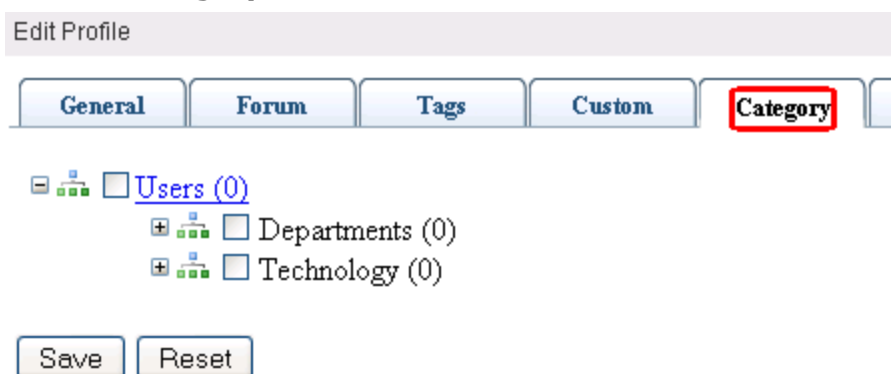 Edit Profile
General Forum Tags Custom Category
Users (0)
Departments (0)
Technology (0)
Save Reset